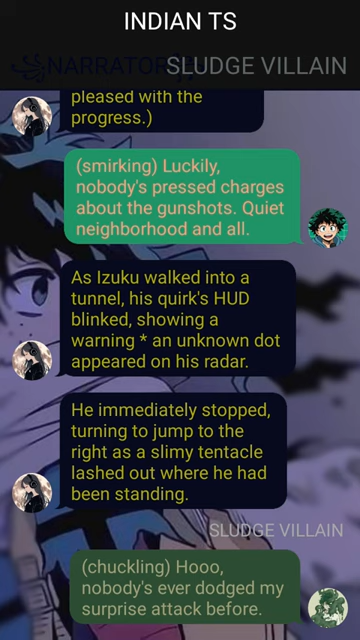 INDIAN TS
NARRATOR
SLUDGE VILLAIN
pleased with the
progress.)
(smirking) Luckily,
nobody's pressed charges
about the gunshots. Quiet
neighborhood and all.
As Izuku walked into a
tunnel, his quirk's HUD
blinked, showing a
warning * an unknown dot
appeared on his radar.
He immediately stopped,
turning to jump to the
right as a slimy tentacle
lashed out where he had
been standing.
SLUDGE VILLAIN
(chuckling) Hooo,
nobody's ever dodged my
surprise attack before.